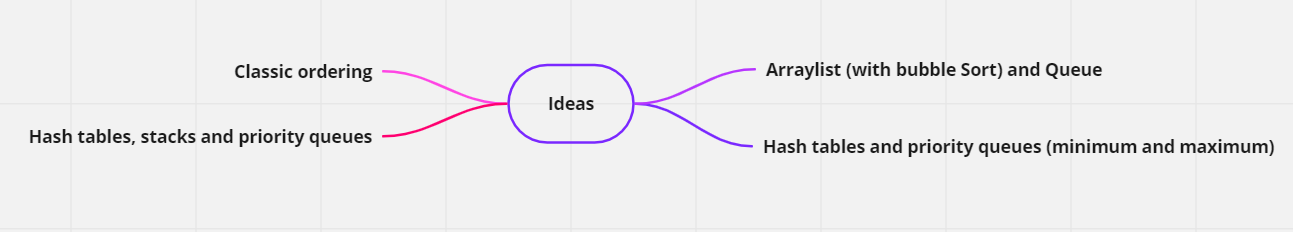 Classic ordering
Hash tables, stacks and priority queues
Ideas
Arraylist (with bubble Sort) and Queue
Hash tables and priority queues (minimum and maximum)